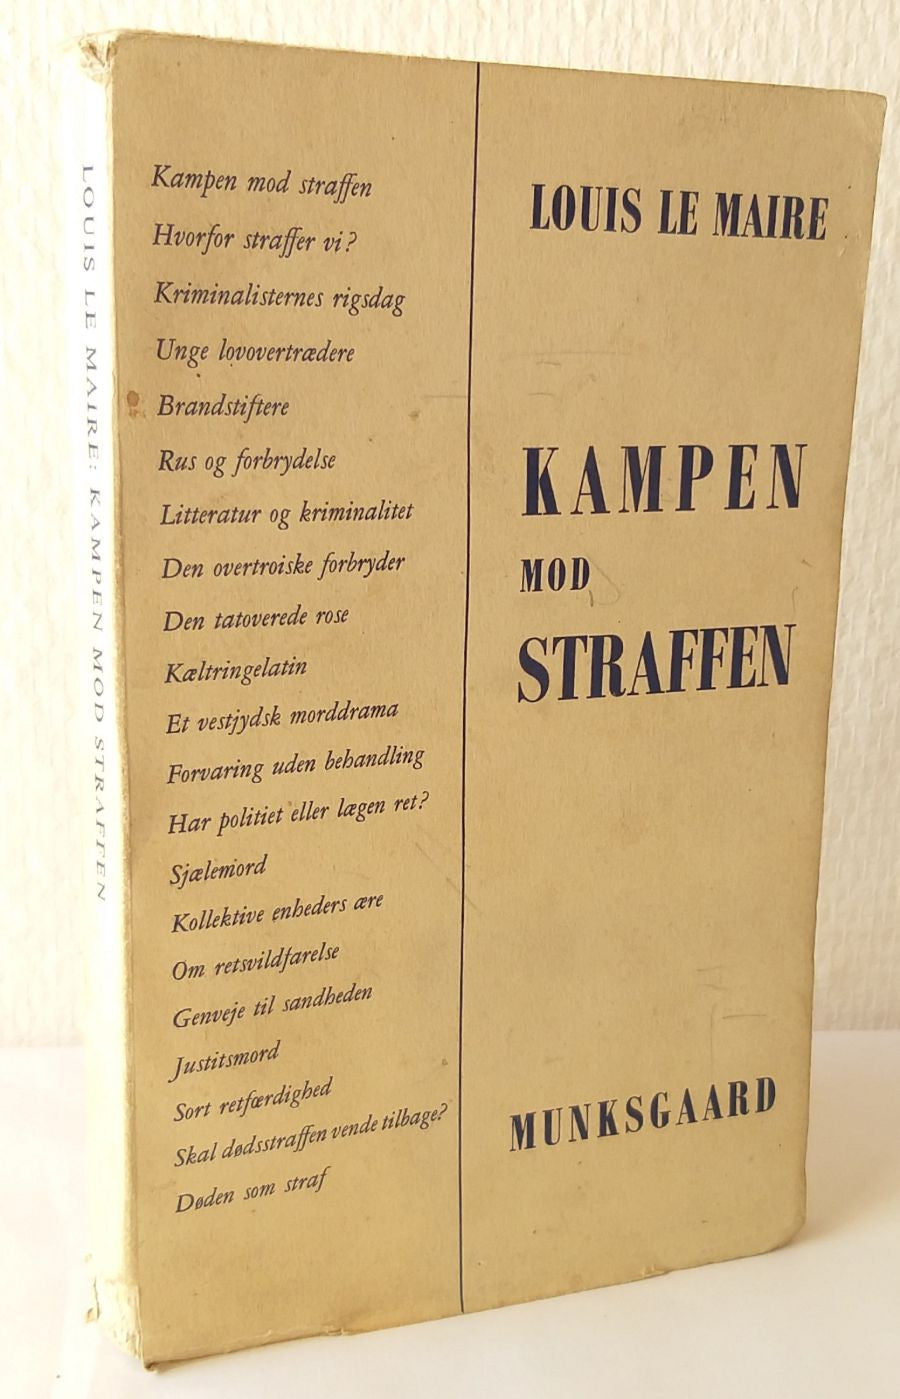 LOUIS LE MAIRE: KAMPEN MOD STRAFFEN
Kampen mod straffen
Hvorfor straffer vi?
Kriminalisternes rigsdag
Unge lovovertrædere
Brandstiftere
Rus og forbrydelse
Litteratur og kriminalitet
Den overtroiske forbryder
Den tatoverede rose
Kæltringelatin
Et vestjydsk morddrama
Forvaring uden behandling
Har politiet eller lægen ret?
Sjælemord
Kollektive enheders ære
Om retsvildfarelse
Genveje til sandheden
Justitsmord
Sort retfærdighed
Skal dødsstraffen vende tilbage?
Døden som straf
LOUIS LE MAIRE
KAMPEN
MOD
STRAFFEN
MUNKSGAARD